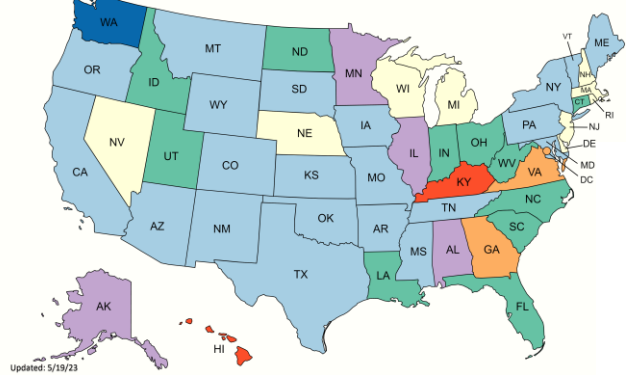 WA
MT
ND
MN
VT
ME
OR
ID
SD
WI
NH
WY
MI
NY
MA
CT
RI
NV
NE
IA
PA
NJ
UT
IL
IN
OH
DE
CA
CO
KS
MO
WV
VA
MD
KY
DC
AZ
NM
OK
TN
NC
AR
SC
MS
AL
GA
TX
LA
AK
FL
HI
Updated: 5/19/23